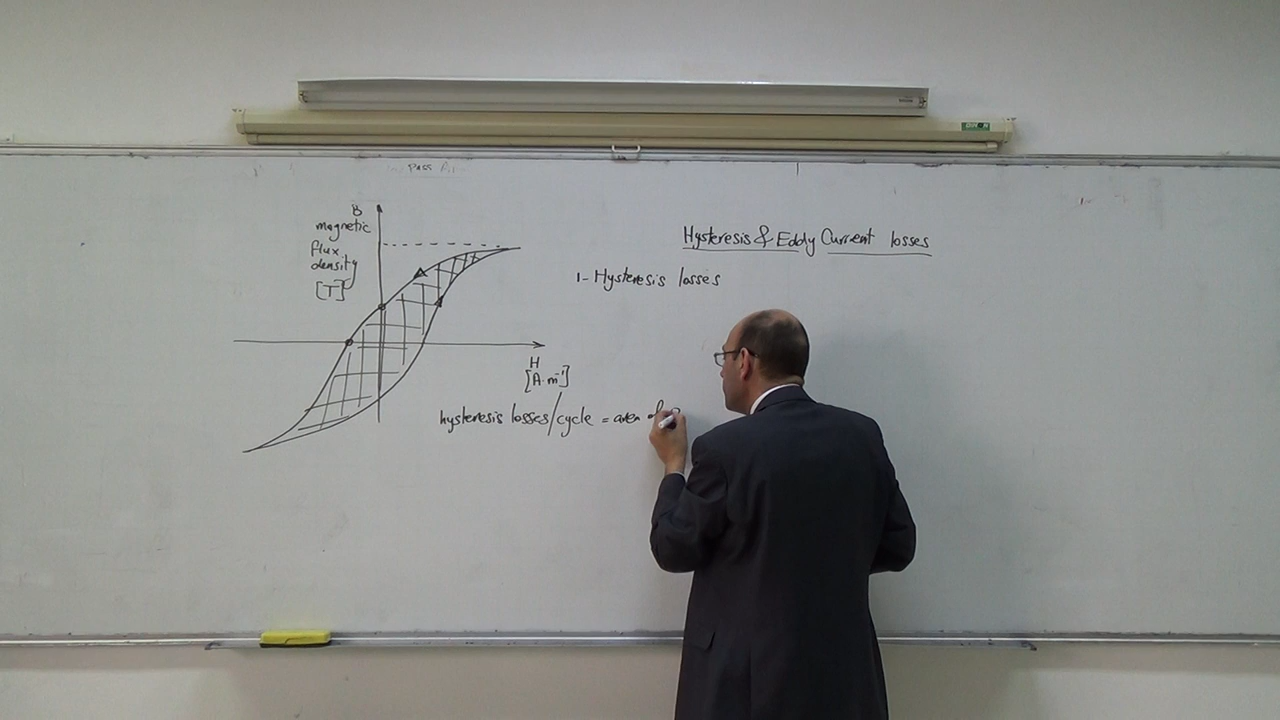 B
magnetic
flux
density
[T]
Hysteresis & Eddy Current losses
1- Hysteresis losses
H
[A.m⁻¹]
hysteresis losses/cycle = area of